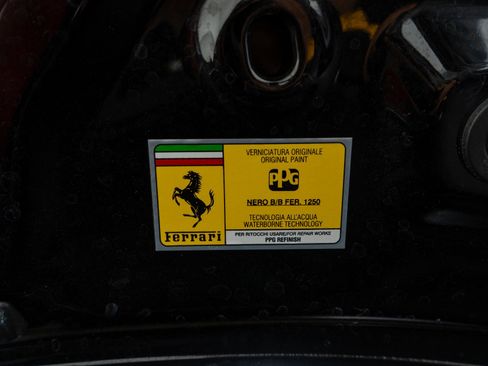 Ferrari
VERNICIATURA ORIGINALE
ORIGINAL PAINT
PPG
NERO B/B FER. 1250
TECNOLOGIA ALL'ACQUA
WATERBORNE TECHNOLOGY
PER RITOCCHI USARE/FOR REPAIR WORKS
PPG REFINISH